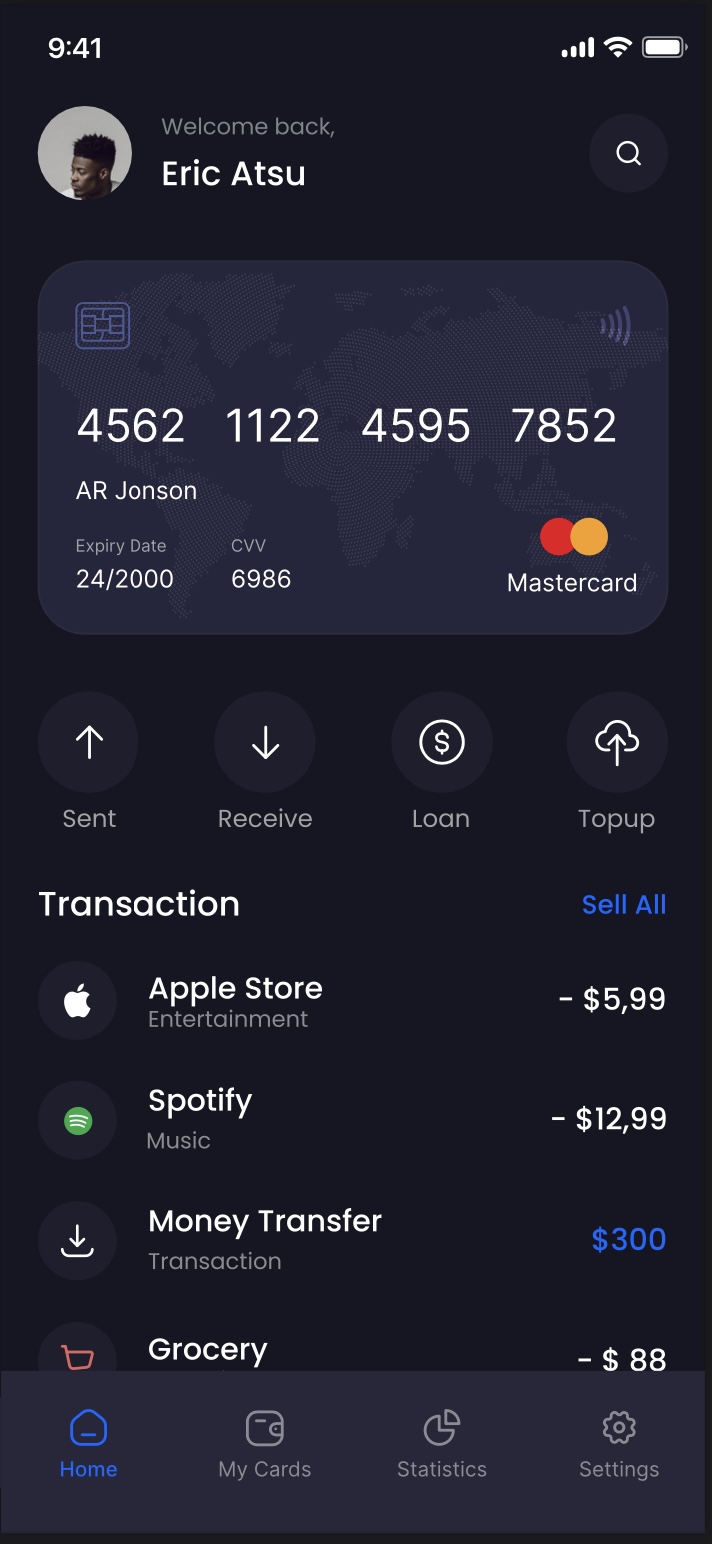 9:41
Welcome back,
Eric Atsu
4562 1122 4595 7852
AR Jonson
Expiry Date CVV
24/2000 6986
Mastercard
Sent Receive Loan Topup
Transaction Sell All
Apple Store
Entertainment
- $5,99
Spotify
Music
- $12,99
Money Transfer
Transaction
$300
Grocery
- $ 88
Home My Cards Statistics Settings